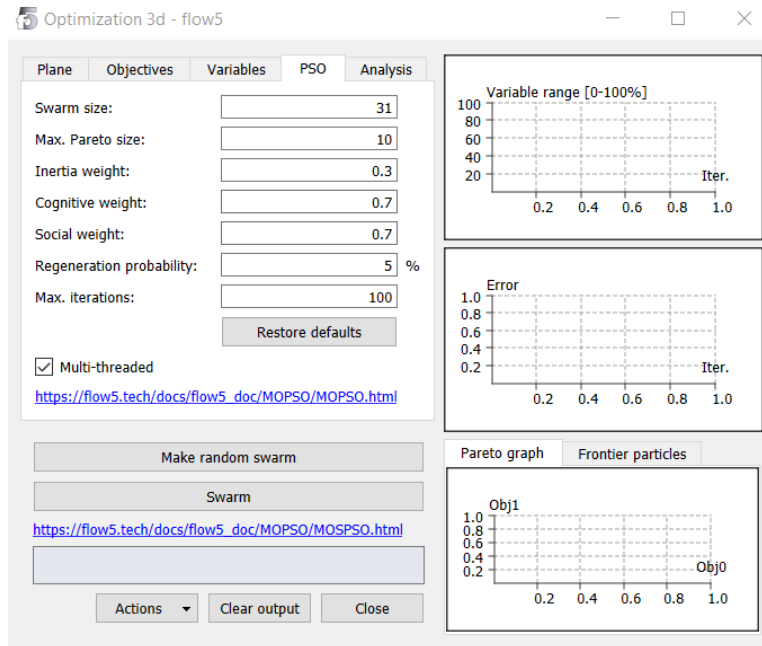 Optimization 3d - flow5
Plane Objectives Variables PSO Analysis
Swarm size: 31
Max. Pareto size: 10
Inertia weight: 0.3
Cognitive weight: 0.7
Social weight: 0.7
Regeneration probability: 5 %
Max. iterations: 100
Restore defaults
Multi-threaded
https://flow5.tech/docs/flow5_doc/MOPSO/MOPSO.html
Make random swarm
Swarm
https://flow5.tech/docs/flow5_doc/MOPSO/MOSPSO.html
Actions Clear output Close
Variable range [0-100%]
100
80
60
40
20
Iter.
0.2 0.4 0.6 0.8 1.0
Error
1.0
0.8
0.6
0.4
0.2
Iter.
0.2 0.4 0.6 0.8 1.0
Pareto graph Frontier particles
Obj1
1.0
0.8
0.6
0.4
0.2
Obj0
0.2 0.4 0.6 0.8 1.0